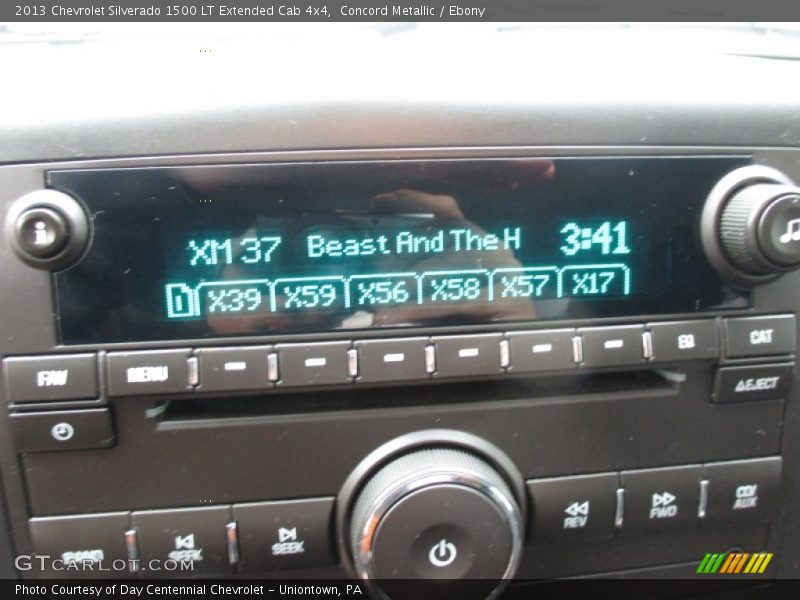 2013 Chevrolet Silverado 1500 LT Extended Cab 4x4, Concord Metallic / Ebony
i
XM 37 Beast And The H 3:41
1 X39 X59 X56 X58 X57 X17
FAV MENU EQ CAT
EJECT
BAND SEEK SEEK REV FWD CD/AUX
GTCARLOT.COM
Photo Courtesy of Day Centennial Chevrolet - Uniontown, PA